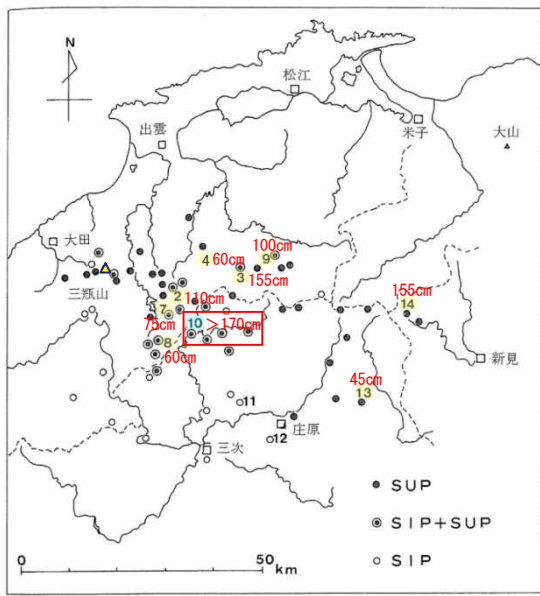 N
松江
出雲
米子
大山
大田
三瓶山
4
60cm
100cm
9
3
155cm
2
110cm
7
75cm
10
>170cm
8
60cm
155cm
14
新見
45cm
13
11
庄原
12
三次
SUP
SIP+SUP
SIP
0
50
km